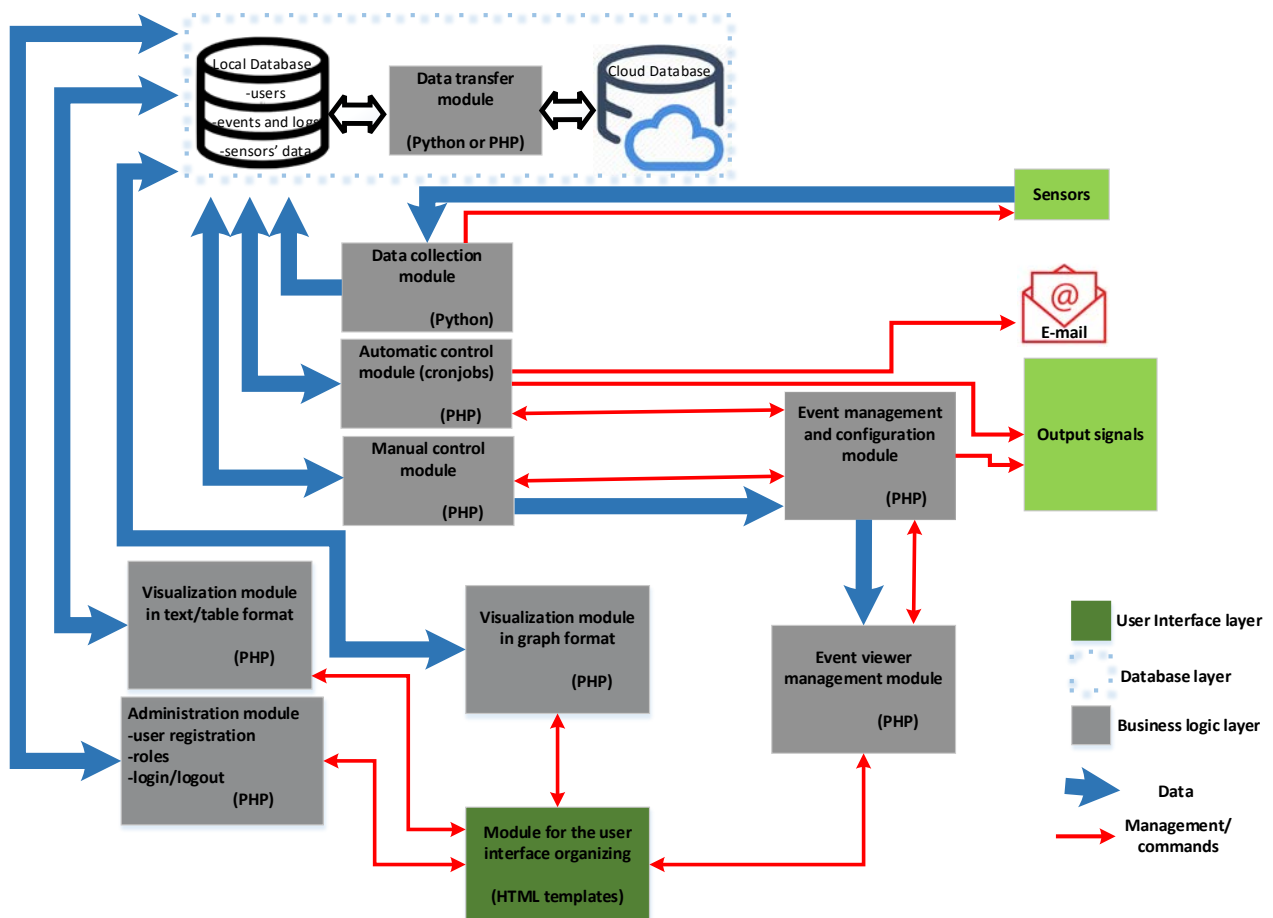 Local Database
-users
-events and logs
-sensors' data
Data transfer
module
(Python or PHP)
Cloud Database
Sensors
Data collection
module
(Python)
@
E-mail
Automatic control
module (cronjobs)
(PHP)
Event management
and configuration
module
(PHP)
Output signals
Manual control
module
(PHP)
Visualization module
in text/table format
(PHP)
Visualization module
in graph format
(PHP)
Event viewer
management module
(PHP)
Administration module
-user registration
-roles
-login/logout
(PHP)
Module for the user
interface organizing
(HTML templates)
User Interface layer
Database layer
Business logic layer
Data
Management/
commands